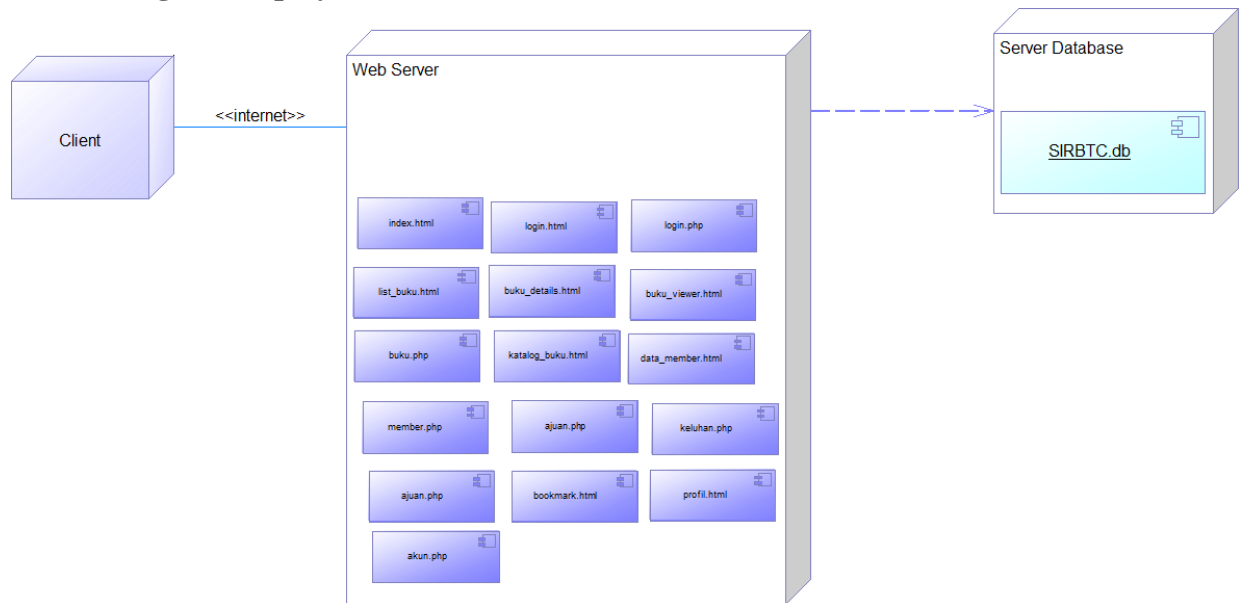 Server Database
Web Server
<<internet>>
Client
SIRBTC.db
index.html
login.html
login.php
list_buku.html
buku_details.html
buku_viewer.html
buku.php
katalog_buku.html
data_member.html
member.php
ajuan.php
keluhan.php
ajuan.php
bookmark.html
profil.html
akun.php